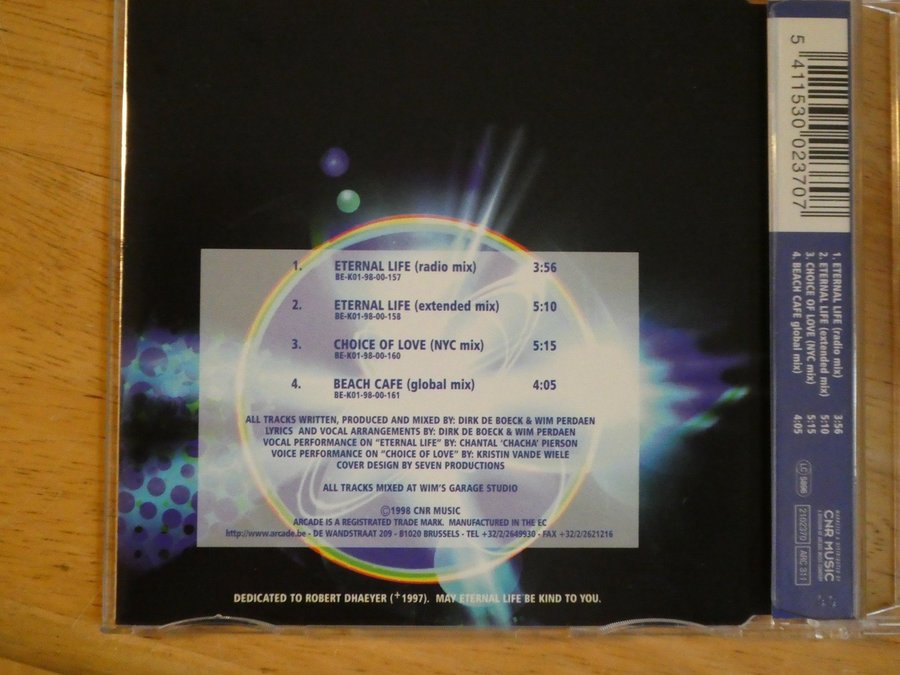 1. ETERNAL LIFE (radio mix) 3:56
BE-K01-98-00-157
2. ETERNAL LIFE (extended mix) 5:10
BE-K01-98-00-158
3. CHOICE OF LOVE (NYC mix) 5:15
BE-K01-98-00-160
4. BEACH CAFE (global mix) 4:05
BE-K01-98-00-161
ALL TRACKS WRITTEN, PRODUCED AND MIXED BY: DIRK DE BOECK & WIM PERDAEN
LYRICS AND VOCAL ARRANGEMENTS BY: DIRK DE BOECK & WIM PERDAEN
VOCAL PERFORMANCE ON "ETERNAL LIFE" BY: CHANTAL 'CHACHA' PIERSON
VOICE PERFORMANCE ON "CHOICE OF LOVE" BY: KRISTIN VANDE WIELE
COVER DESIGN BY SEVEN PRODUCTIONS
ALL TRACKS MIXED AT WIM'S GARAGE STUDIO
©1998 CNR MUSIC
ARCADE IS A REGISTRATED TRADE MARK. MANUFACTURED IN THE EC
http://www.arcade.be - DE WANDSTRAAT 209 - B1020 BRUSSELS - TEL +32/2/2649930 - FAX ++32/2/2621216
DEDICATED TO ROBERT DHAEYER (+1997). MAY ETERNAL LIFE BE KIND TO YOU.
5 411530 023707
1. ETERNAL LIFE (radio mix) 3:56
2. ETERNAL LIFE (extended mix) 5:10
3. CHOICE OF LOVE (NYC mix) 5:15
4. BEACH CAFE global mix) 4:05
LC 9896
2102370 ARC 311
CNR MUSIC